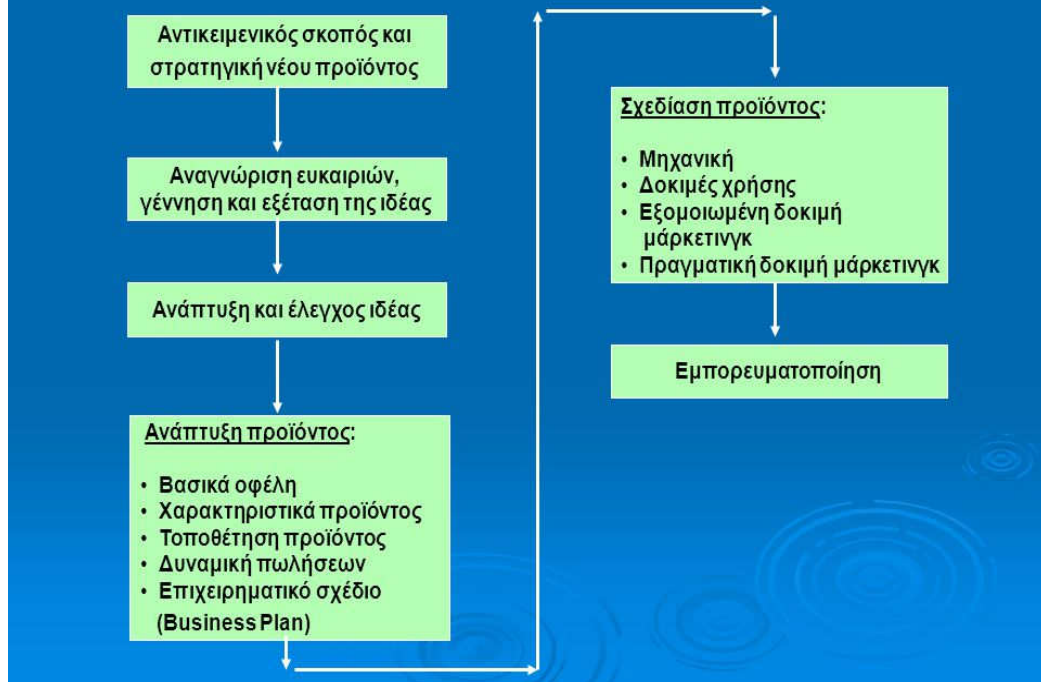 Αντικειμενικός σκοπός και
στρατηγική νέου προϊόντος
Αναγνώριση ευκαιριών,
γέννηση και εξέταση της ιδέας
Ανάπτυξη και έλεγχος ιδέας
Ανάπτυξη προϊόντος:
• Βασικά οφέλη
• Χαρακτηριστικά προϊόντος
• Τοποθέτηση προϊόντος
• Δυναμική πωλήσεων
• Επιχειρηματικό σχέδιο
(Business Plan)
Σχεδίαση προϊόντος:
• Μηχανική
• Δοκιμές χρήσης
• Εξομοιωμένη δοκιμή
μάρκετινγκ
• Πραγματική δοκιμή μάρκετινγκ
Εμπορευματοποίηση